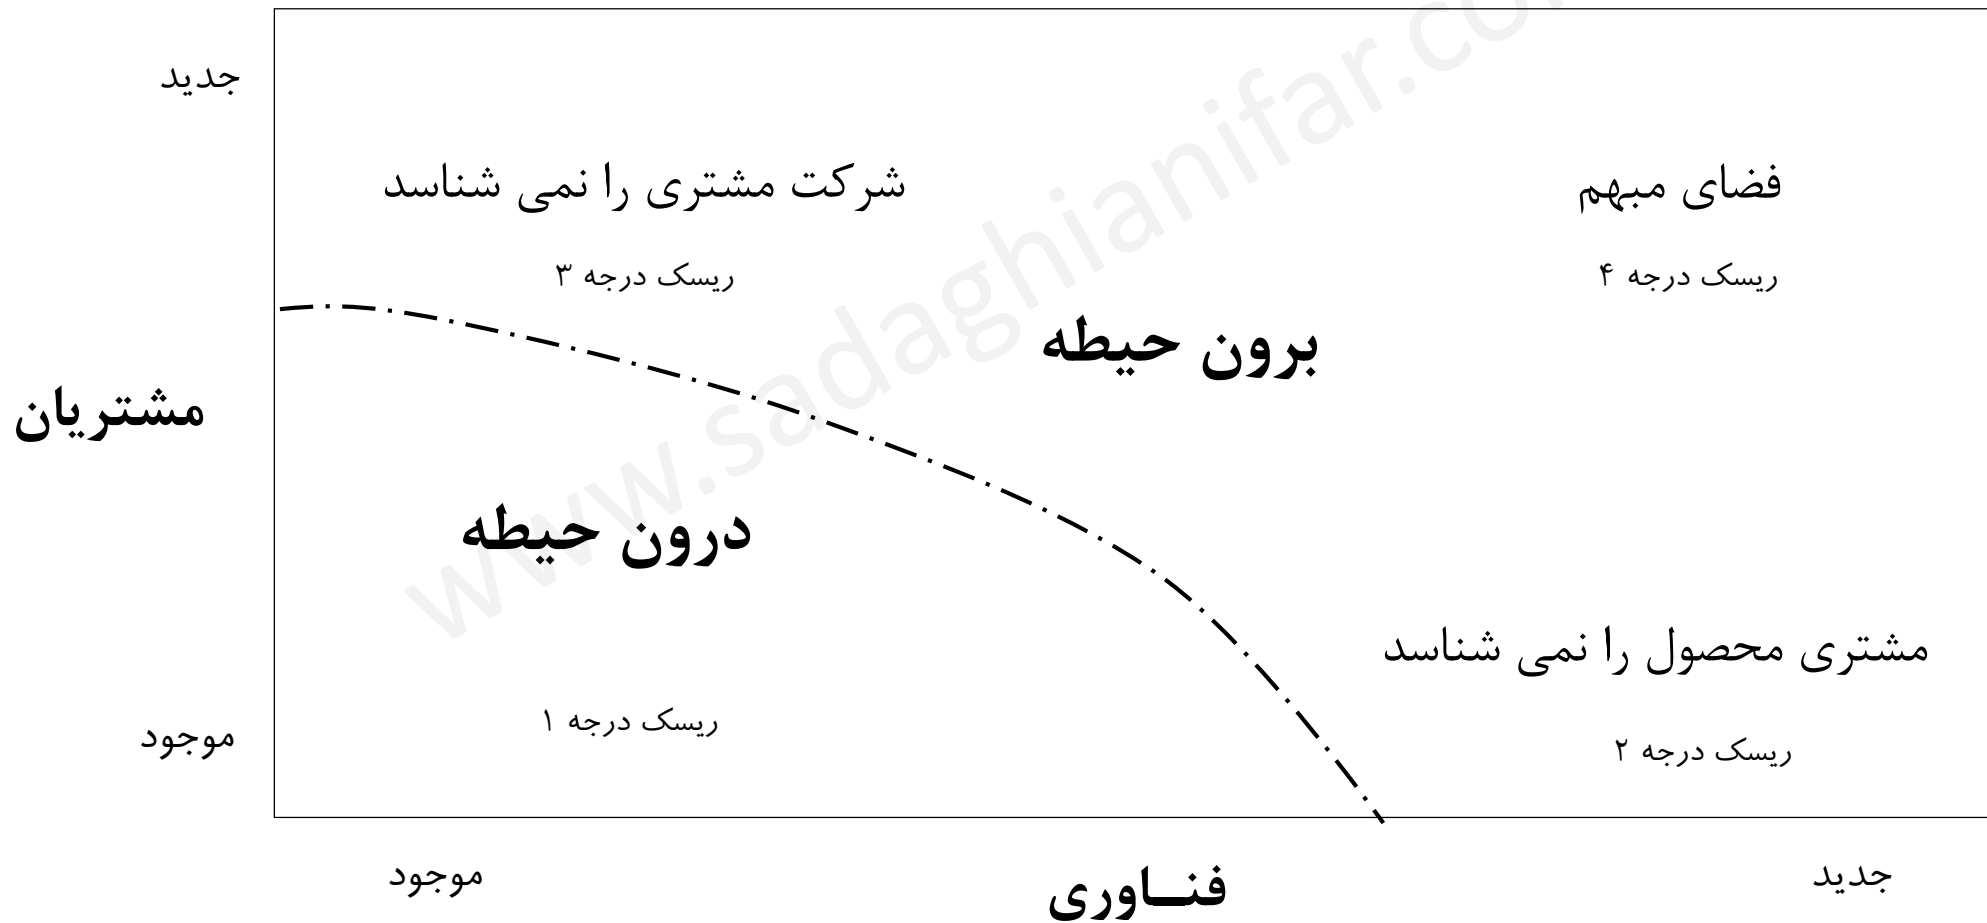 جدید
شرکت مشتری را نمی شناسد
فضای مبهم
ریسک درجه ۳
ریسک درجه ۴
برون حیطه
مشتریان
درون حیطه
مشتری محصول را نمی شناسد
ریسک درجه ۱
ریسک درجه ۲
موجود
موجود
فنــاوری
جدید
www.sadaghianifar.co